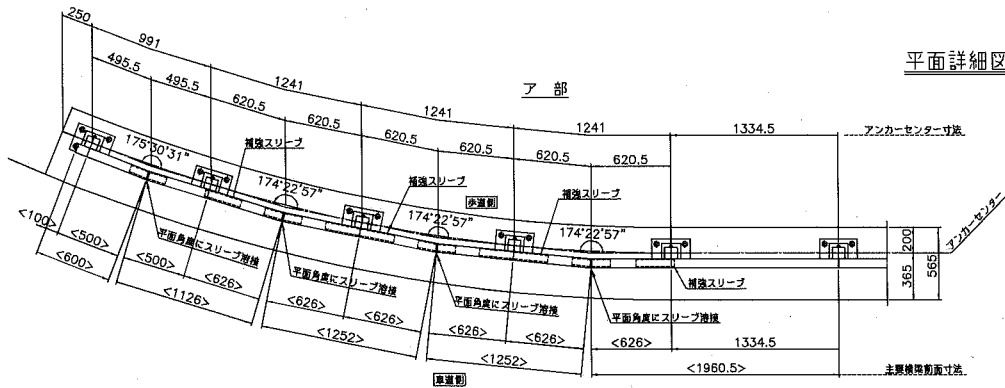 平面詳細図
ア 部
250
991
1241
1241
1241
1334.5
アンカーセンター寸法
495.5
495.5
620.5
620.5
620.5
620.5
620.5
620.5
175°30'31"
補強スリーブ
174°22'57"
補強スリーブ
174°22'57"
歩道側
補強スリーブ
174°22'57"
アンカーセンター
200
365
565
補強スリーブ
<100>
<500>
<600>
平面角度にスリーブ溶接
<500>
<626>
<1126>
平面角度にスリーブ溶接
<626>
<626>
<1252>
平面角度にスリーブ溶接
<626>
<626>
<1252>
平面角度にスリーブ溶接
<626>
1334.5
<1960.5>
主要横梁前面寸法
車道側